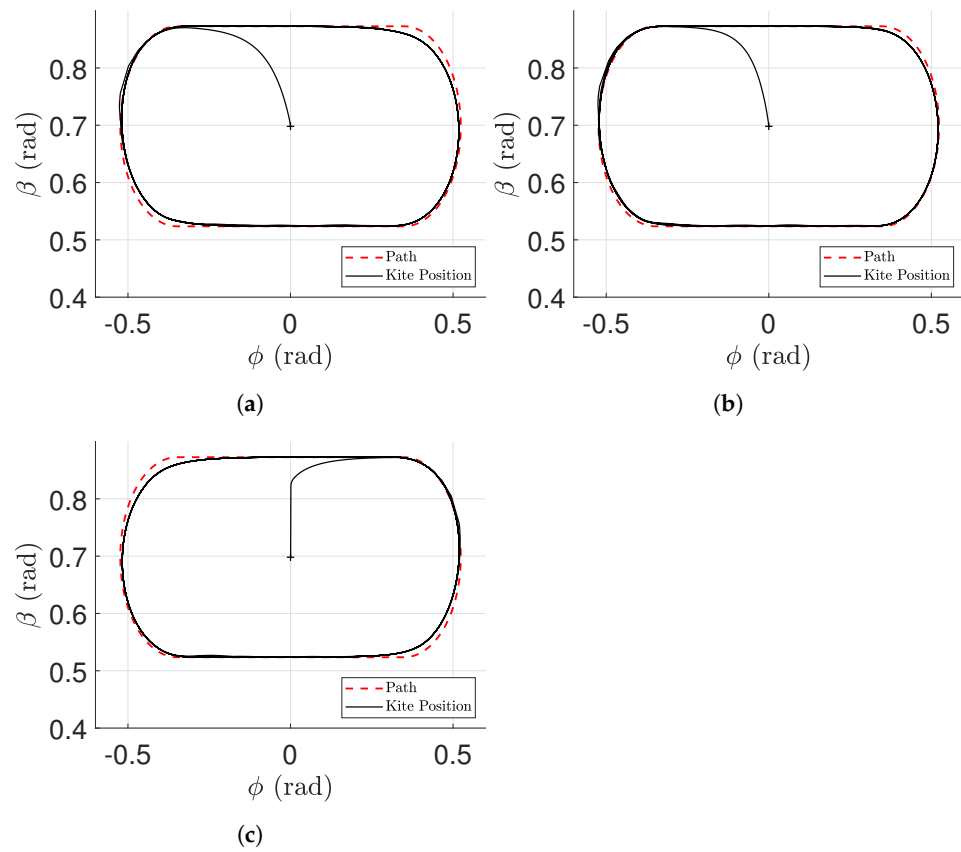 0.8
0.7
0.6
0.5
0.4
β (rad)
-0.5 0 0.5
φ (rad)
Path
Kite Position
(a)
0.8
0.7
0.6
0.5
0.4
β (rad)
-0.5 0 0.5
φ (rad)
Path
Kite Position
(b)
0.8
0.7
0.6
0.5
0.4
β (rad)
-0.5 0 0.5
φ (rad)
Path
Kite Position
(c)